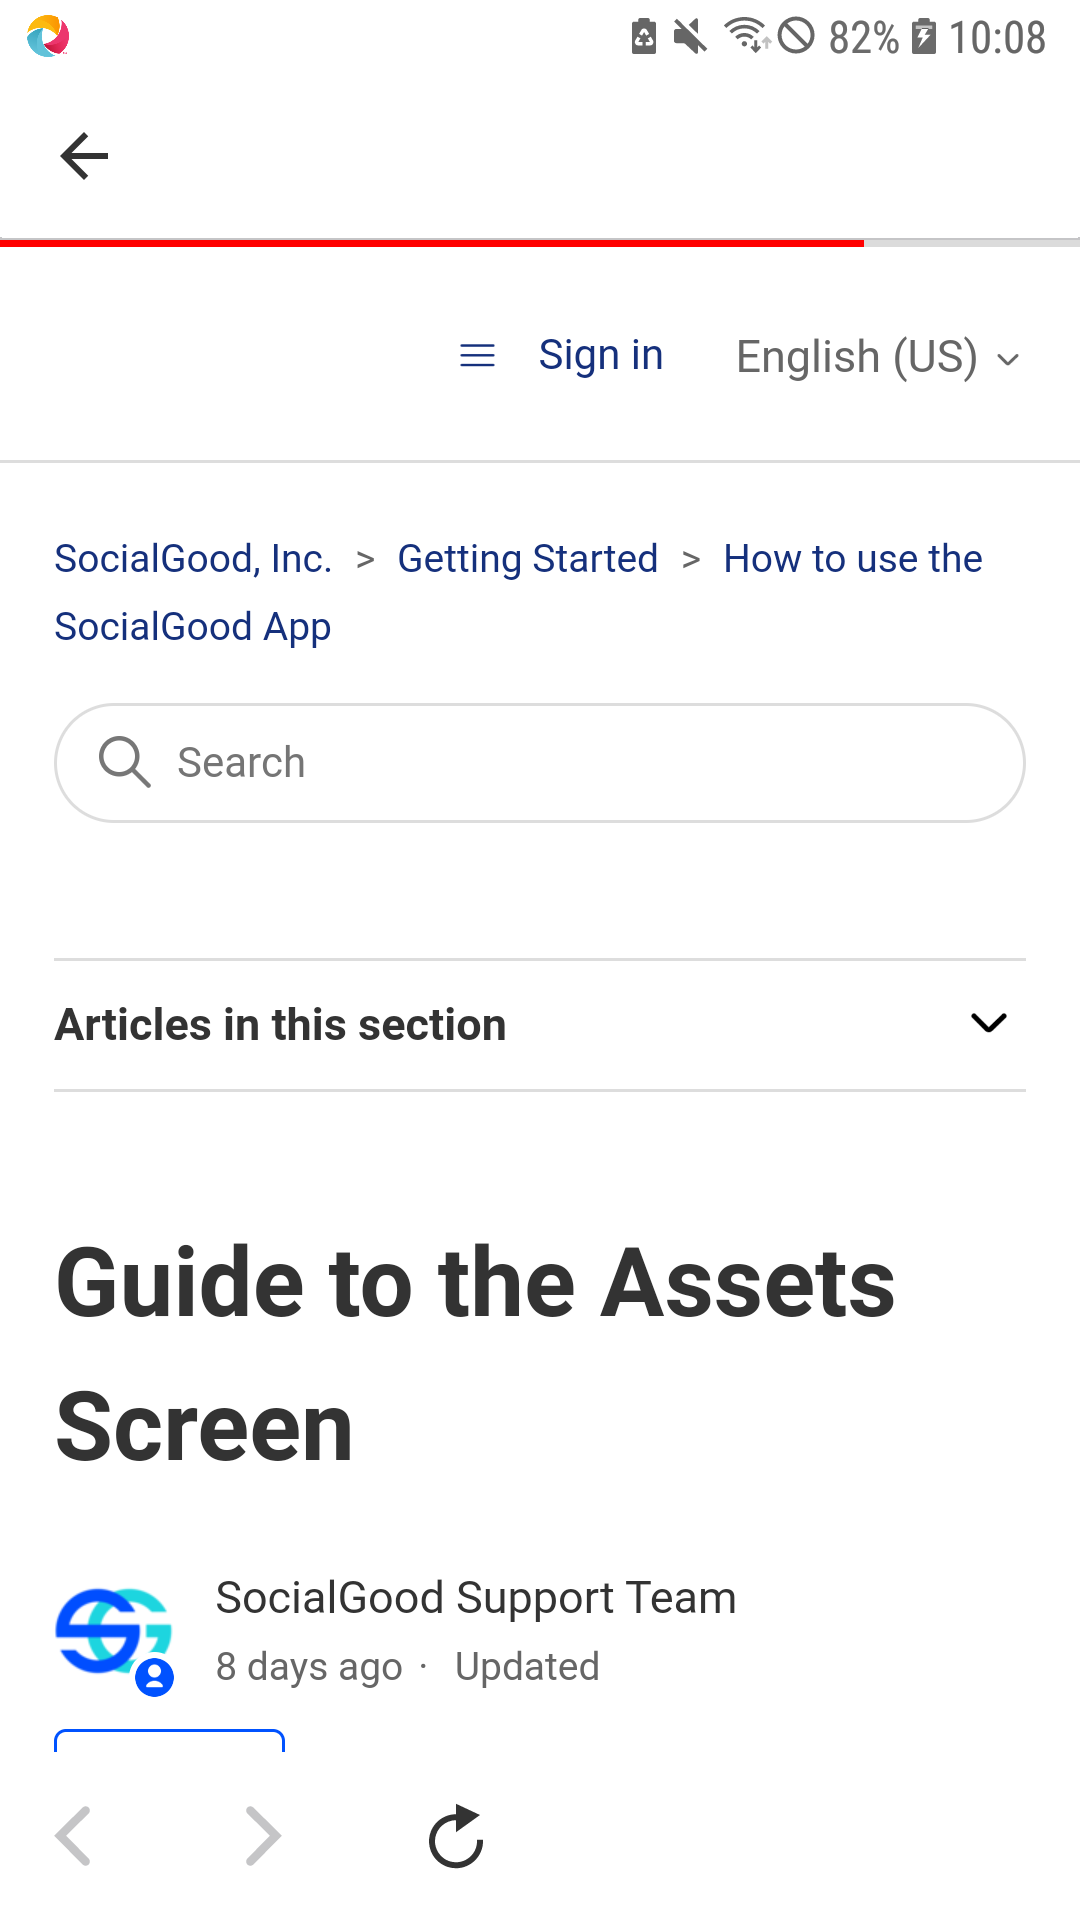 82% 10:08
Sign in English (US)
SocialGood, Inc. > Getting Started > How to use the
SocialGood App
Search
Articles in this section
Guide to the Assets
Screen
SocialGood Support Team
8 days ago · Updated